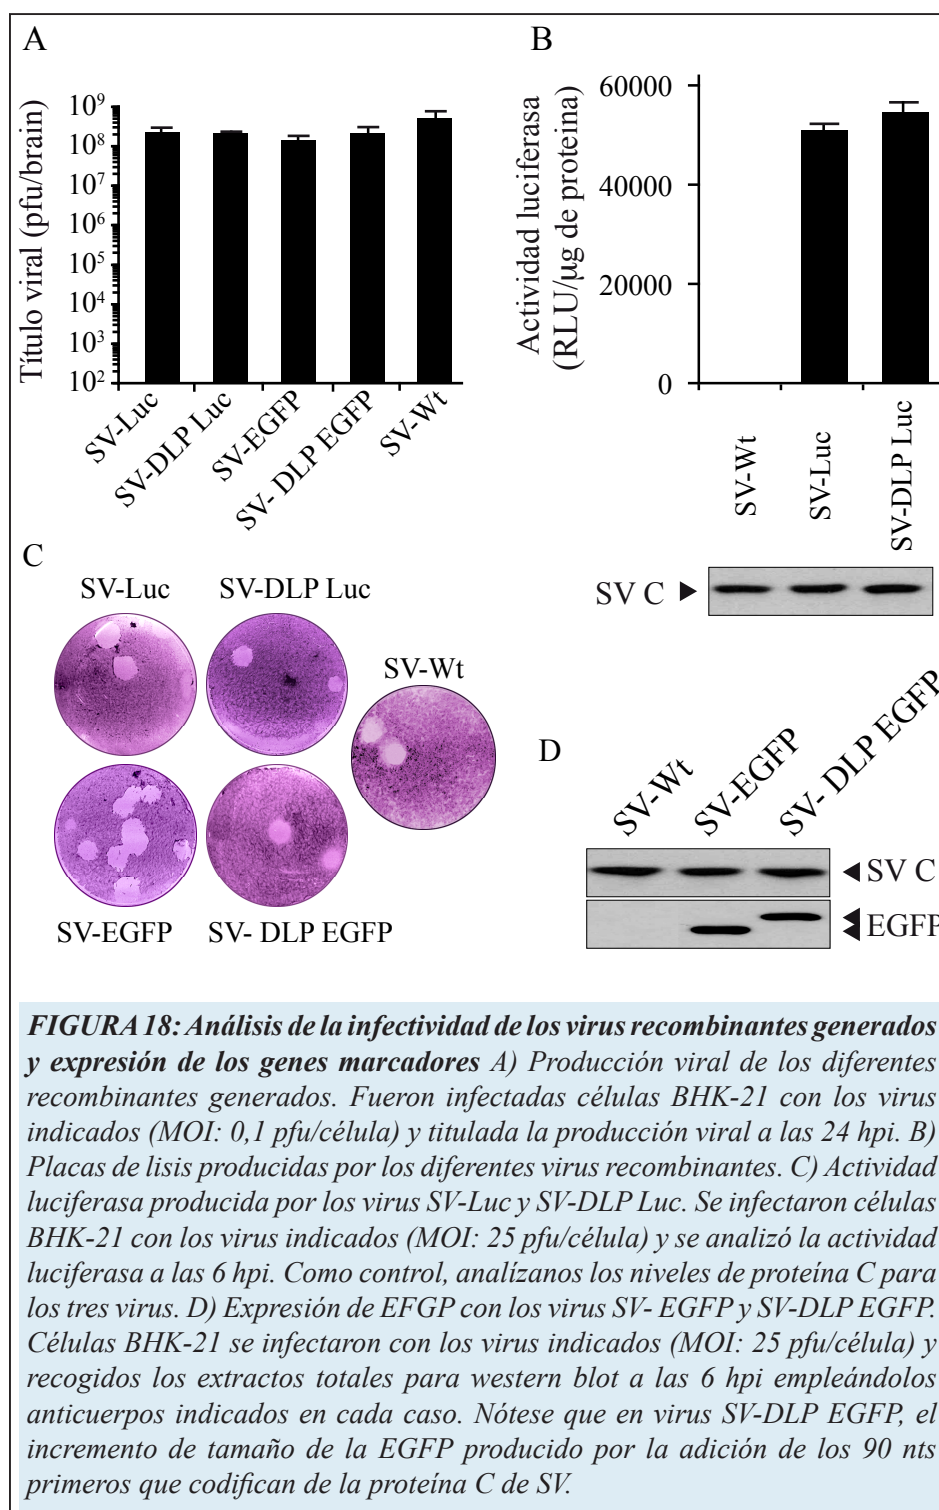 A
Título viral (pfu/brain)
10⁹
10⁸
10⁷
10⁶
10⁵
10⁴
10³
10²
SV-Luc
SV-DLP Luc
SV-EGFP
SV- DLP EGFP
SV-Wt
B
Actividad luciferasa
(RLU/µg de proteina)
60000
40000
20000
0
SV-Wt
SV-Luc
SV-DLP Luc
SV C
C
SV-Luc
SV-DLP Luc
SV-Wt
SV-EGFP
SV- DLP EGFP
D
SV-Wt
SV-EGFP
SV- DLP EGFP
SV C
EGFP
FIGURA 18: Análisis de la infectividad de los virus recombinantes generados
y expresión de los genes marcadores A) Producción viral de los diferentes
recombinantes generados. Fueron infectadas células BHK-21 con los virus
indicados (MOI: 0,1 pfu/célula) y titulada la producción viral a las 24 hpi. B)
Placas de lisis producidas por los diferentes virus recombinantes. C) Actividad
luciferasa producida por los virus SV-Luc y SV-DLP Luc. Se infectaron células
BHK-21 con los virus indicados (MOI: 25 pfu/célula) y se analizó la actividad
luciferasa a las 6 hpi. Como control, analízanos los niveles de proteína C para
los tres virus. D) Expresión de EFGP con los virus SV- EGFP y SV-DLP EGFP.
Células BHK-21 se infectaron con los virus indicados (MOI: 25 pfu/célula) y
recogidos los extractos totales para western blot a las 6 hpi empleándolos
anticuerpos indicados en cada caso. Nótese que en virus SV-DLP EGFP, el
incremento de tamaño de la EGFP producido por la adición de los 90 nts
primeros que codifican de la proteína C de SV.